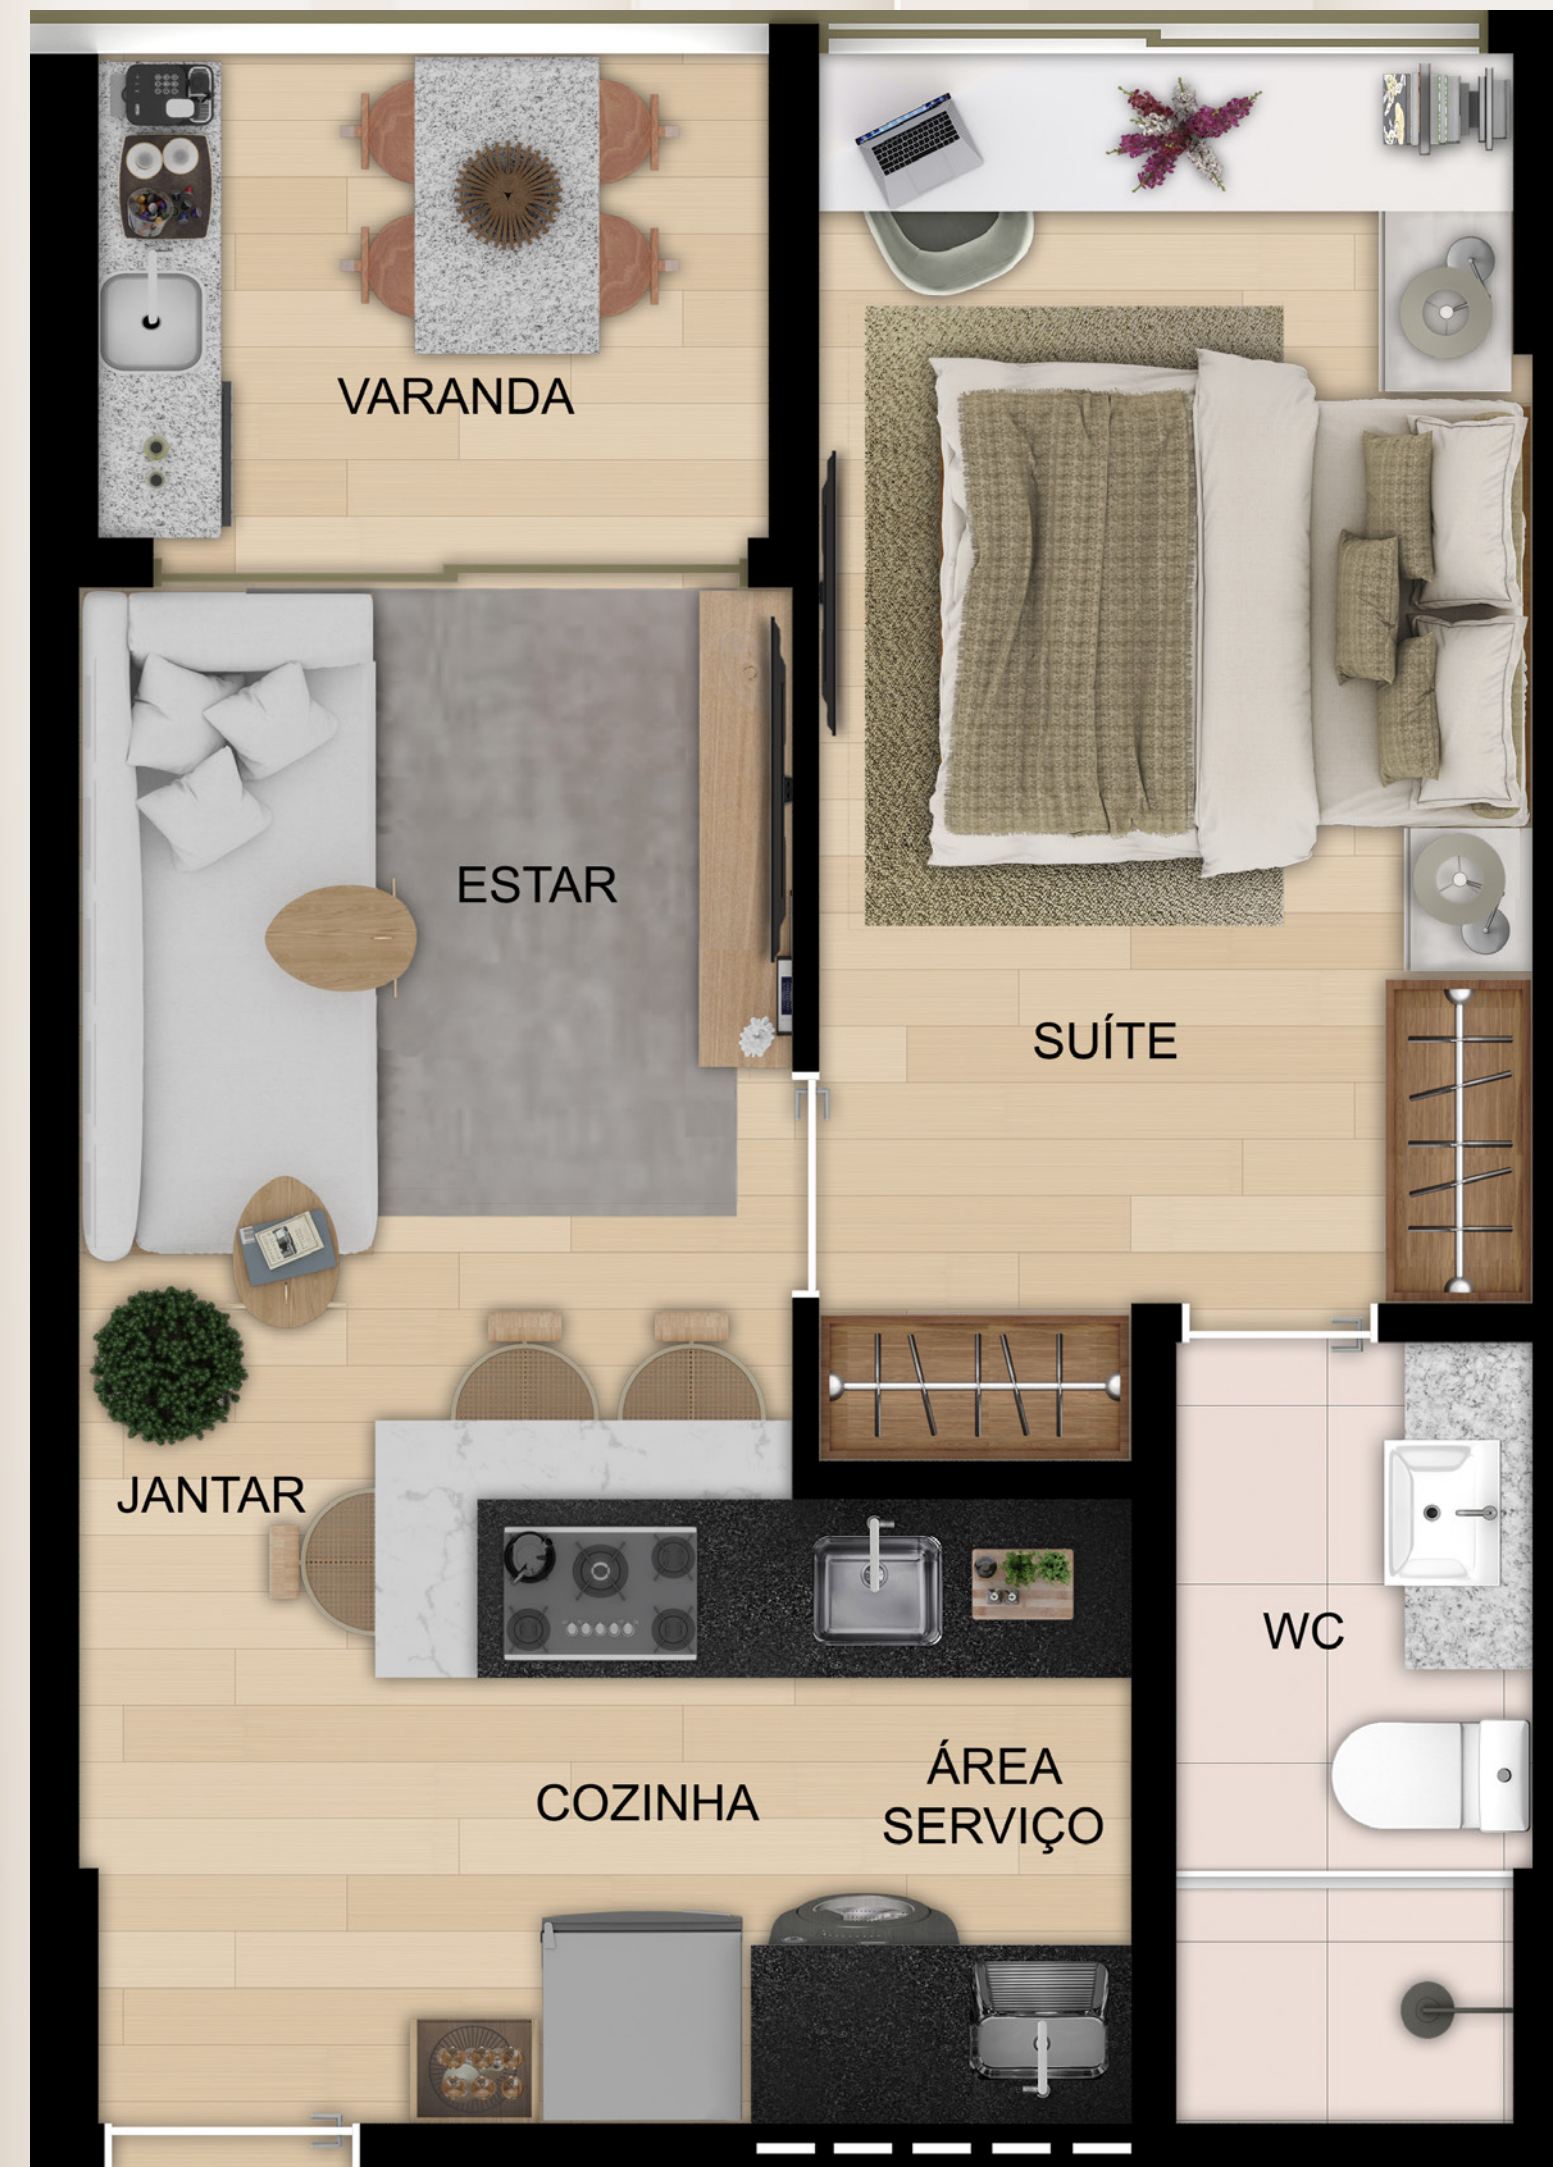 VARANDA
ESTAR
SUÍTE
JANTAR
WC
COZINHA
ÁREA
SERVIÇO